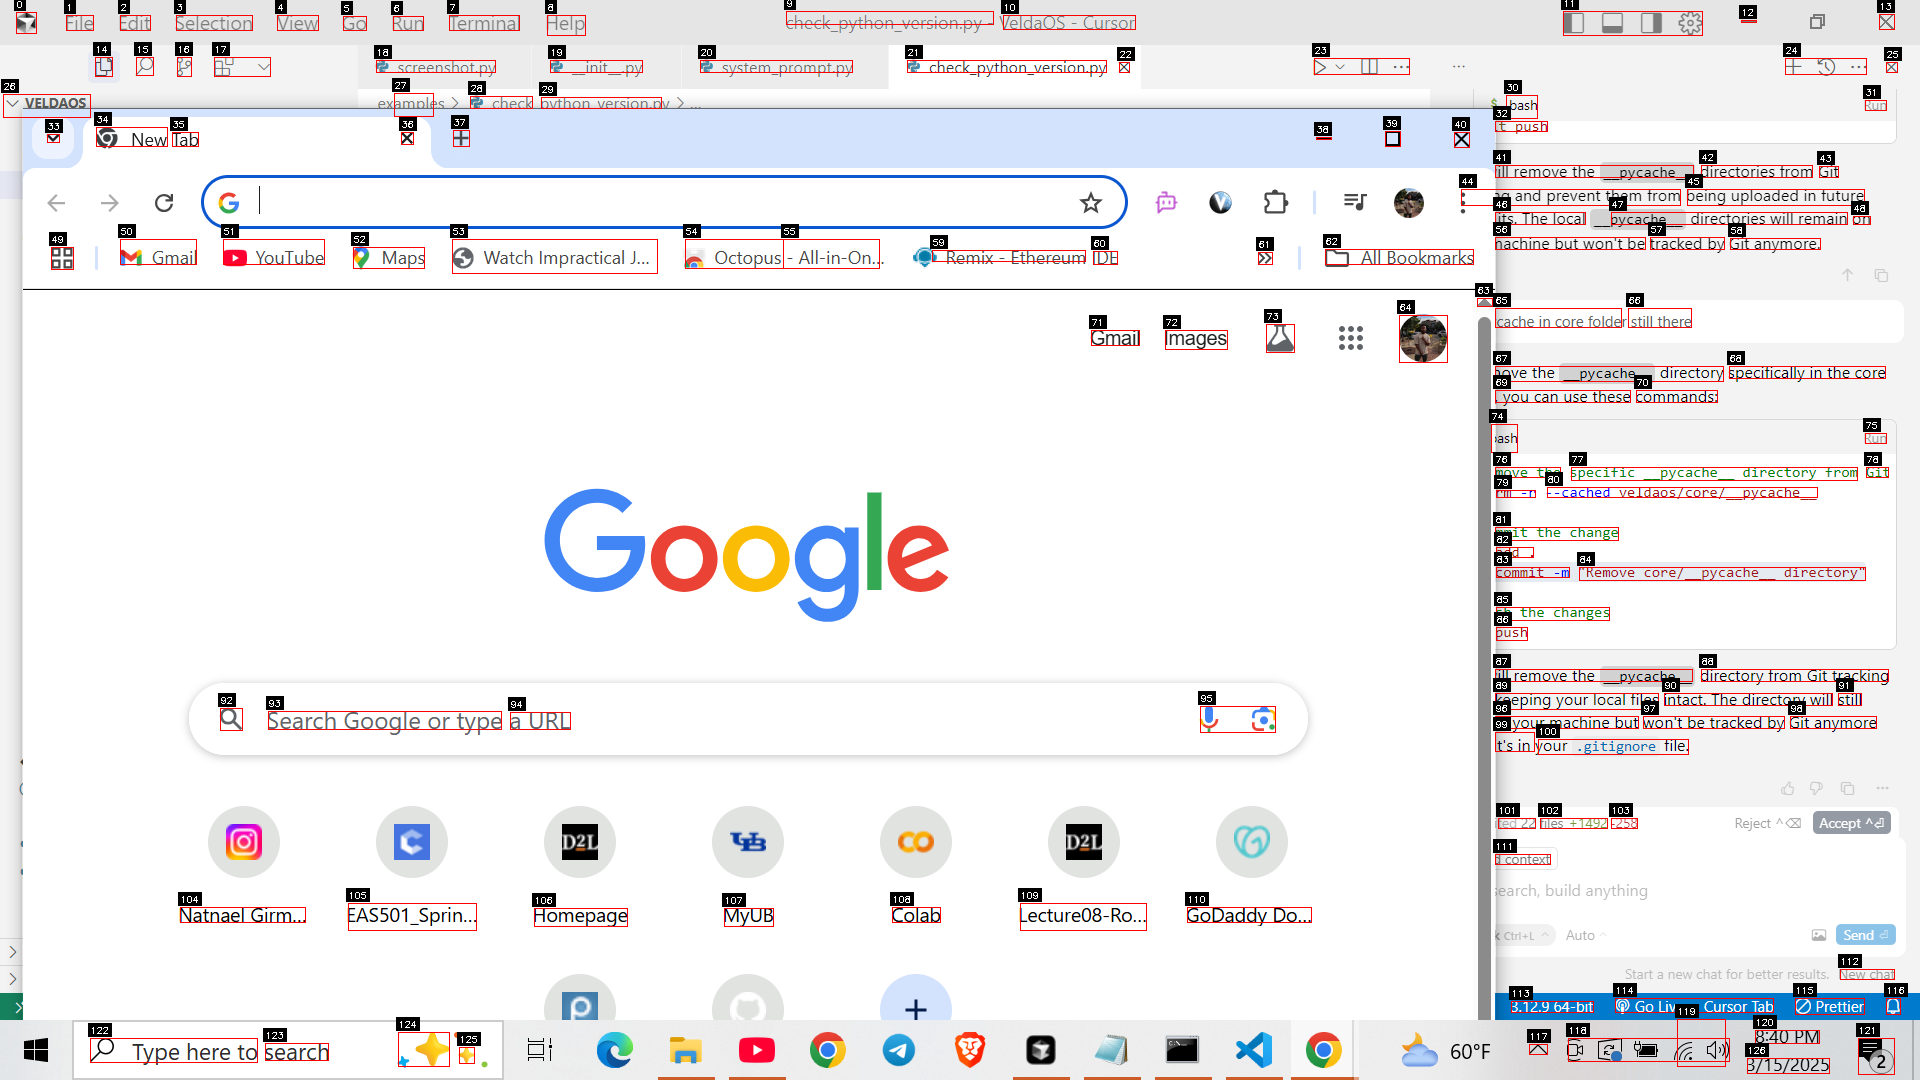 File Edit Selection View Go Run Terminal Help
check_python_version.py - VeldaOS - Cursor
screenshot.py __init__.py system_prompt.py check_python_version.py
VELDAOS
examples > check_python_version.py > ...
New Tab
bash Run
push
Gmail YouTube Maps Watch Impractical J... Octopus - All-in-On... Remix - Ethereum IDE All Bookmarks
will remove the __pycache__ directories from Git
and prevent them from being uploaded in future
The local __pycache__ directories will remain on
machine but won't be tracked by Git anymore.
Gmail Images
cache in core folder still there
the __pycache__ directory specifically in the core
you can use these commands:
bash Run
the specific __pycache__ directory from Git
--cached veldaos/core/__pycache__
the change
add .
commit -m "Remove core/__pycache__ directory"
the changes
push
will remove the __pycache__ directory from Git tracking
keeping your local files intact. The directory will still
your machine but won't be tracked by Git anymore
it's in your .gitignore file.
Google
Search Google or type a URL
22 files +1492 -258 Reject ^⌫ Accept ^⏎
context
search, build anything
Ctrl+L Auto Send ⏎
Start a new chat for better results. New chat
D2L D2L
Natnael Girm... EAS501_Sprin... Homepage MyUB Colab Lecture08-Ro... GoDaddy Do...
3.12.9 64-bit Go Live Cursor Tab Prettier
Type here to search
60°F
8:40 PM
3/15/2025
2